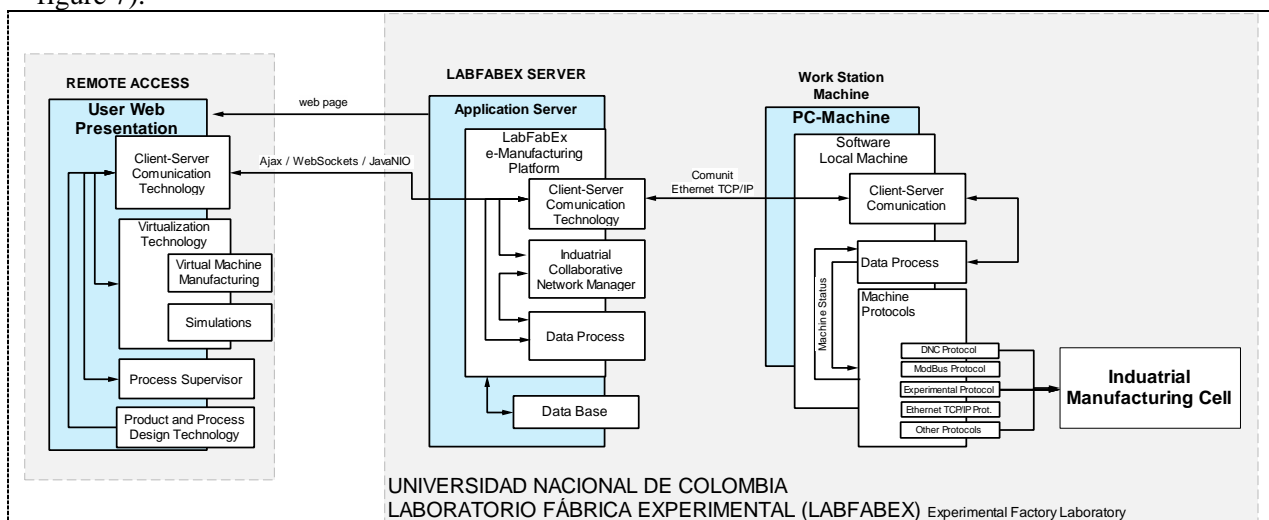 figure 7).
REMOTE ACCESS
User Web
Presentation
Client-Server
Comunication
Technology
Virtualization
Technology
Virtual Machine
Manufacturing
Simulations
Process Supervisor
Product and Process
Design Technology
web page
Ajax / WebSockets / JavaNIO
LABFABEX SERVER
Application Server
LabFabEx
e-Manufacturing
Platform
Client-Server
Comunication
Technology
Induatrial
Collaborative
Network Manager
Data Process
Data Base
Comunit
Ethernet TCP/IP
Work Station
Machine
PC-Machine
Software
Local Machine
Client-Server
Comunication
Data Process
Machine Status
Machine
Protocols
DNC Protocol
ModBus Protocol
Experimental Protocol
Ethernet TCP/IP Prot.
Other Protocols
Induatrial
Manufacturing Cell
UNIVERSIDAD NACIONAL DE COLOMBIA
LABORATORIO FÁBRICA EXPERIMENTAL (LABFABEX) Experimental Factory Laboratory